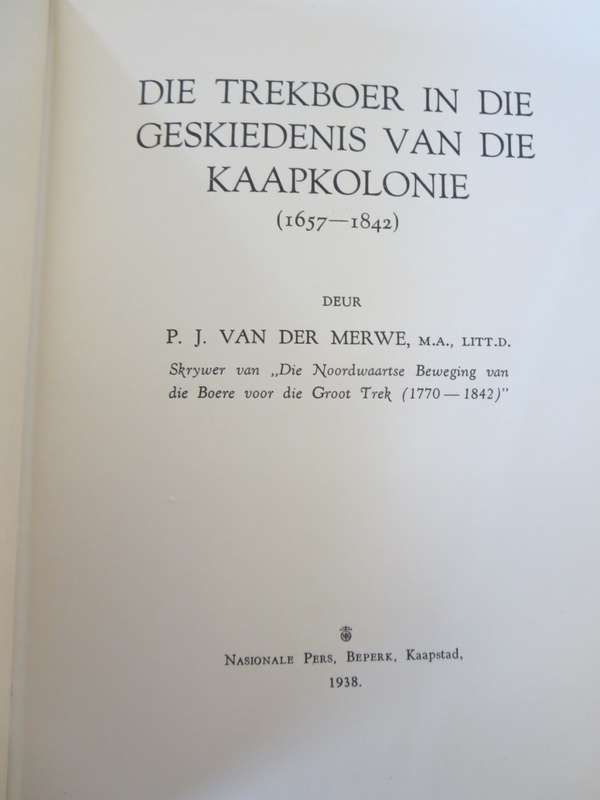 DIE TREKBOER IN DIE
GESKIEDENIS VAN DIE
KAAPKOLONIE
(1657—1842)
DEUR
P. J. VAN DER MERWE, M.A., LITT.D.
Skrywer van „Die Noordwaartse Beweging van
die Boere voor die Groot Trek (1770—1842)”
NASIONALE PERS, BEPERK, Kaapstad,
1938.